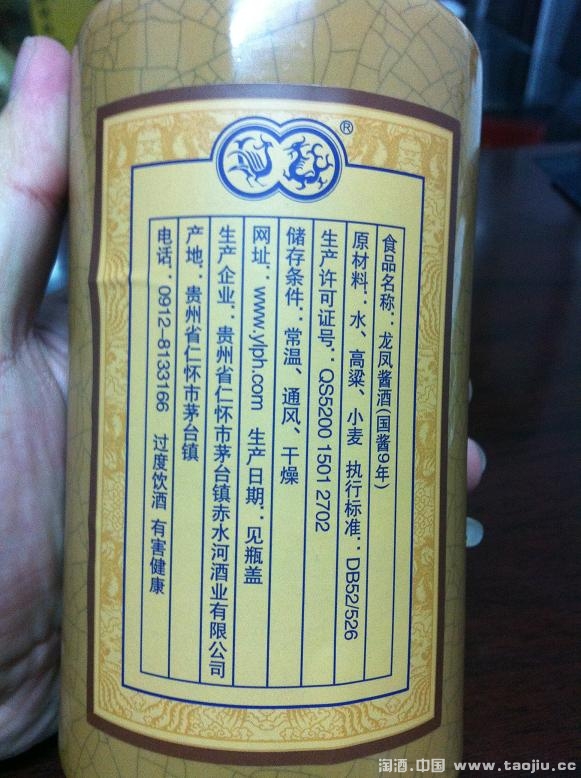 ®
食品名称：龙凤酱酒(国酱9年)
原材料：水、高粱、小麦 执行标准：DB52/526
生产许可证号：QS5200 1501 2702
储存条件：常温、通风、干燥
网址：www.ylph.com 生产日期：见瓶盖
生产企业：贵州省仁怀市茅台镇赤水河酒业有限公司
产地：贵州省仁怀市茅台镇
电话：0912-8133166 过度饮酒 有害健康
淘酒.中国 www.taojiu.cc